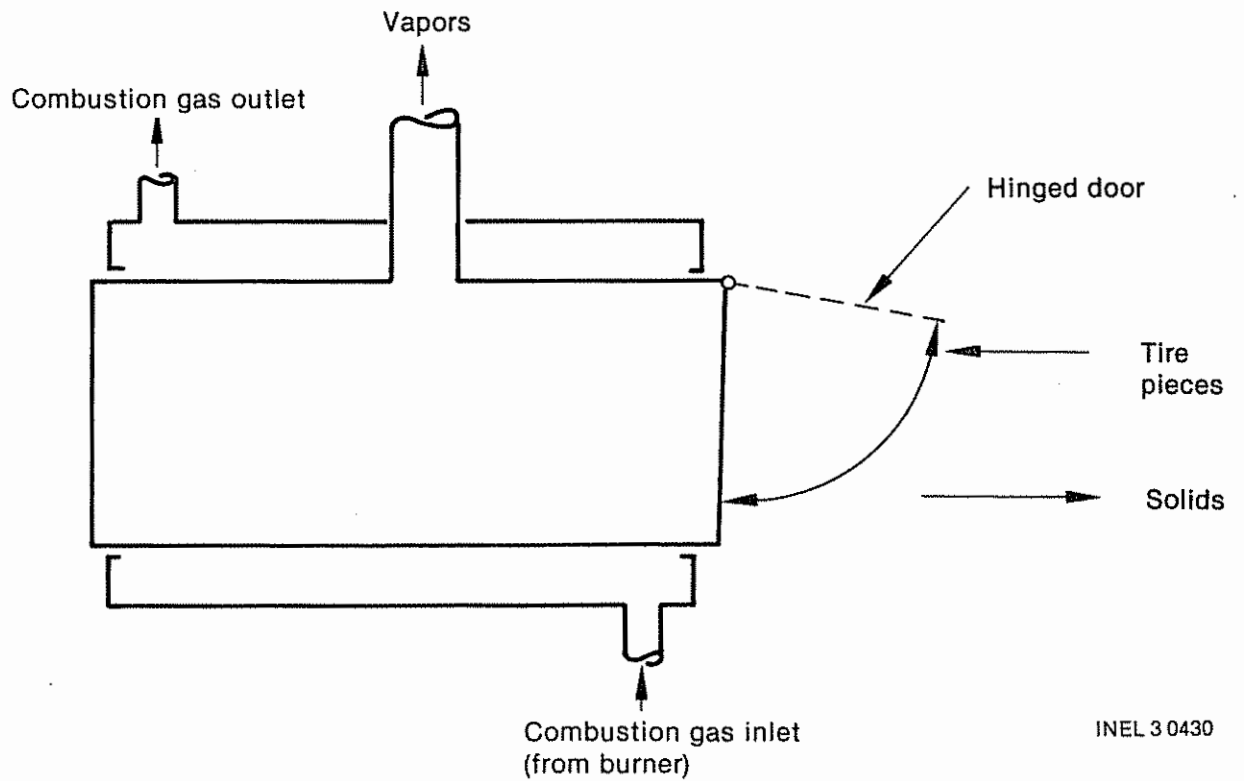 Vapors
Combustion gas outlet
Hinged door
Tire
pieces
Solids
Combustion gas inlet
(from burner)
INEL 3 0430